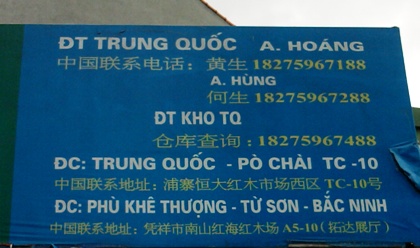 ĐT TRUNG QUỐC A. HOÁNG
中国联系电话：黄生 18275967188
A. HÙNG
何生 18275967288
ĐT KHO TQ
仓库查询：18275967488
ĐC: TRUNG QUỐC - PÒ CHÀI TC -10
中国联系地址：浦寨恒大红木市场西区 TC-10号
ĐC: PHÙ KHÊ THƯỢNG - TỪ SƠN - BẮC NINH
中国联系地址：凭祥市南山红海红木场 A5-10（拓达展厅）